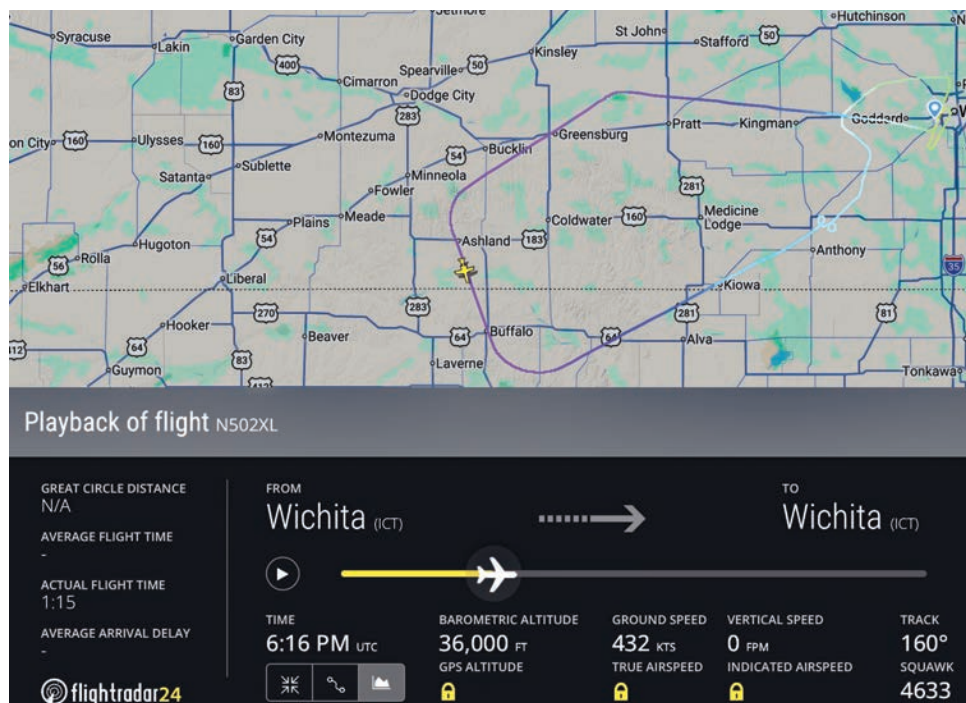 Setmore
Hutchinson
Syracuse
Lakin
Garden City
St John
Stafford
50
400
Kinsley
Spearville
50
Cimarron
Dodge City
83
283
Goddard
on City
160
Ulysses
160
Montezuma
Greensburg
Pratt
Kingman
Bucklin
54
Sublette
Minneola
Satanta
Fowler
281
Plains
Meade
Coldwater
160
Medicine
Lodge
54
Hugoton
Ashland
183
Anthony
56
Rolla
Elkhart
Liberal
35
Kiowa
270
283
281
81
Hooker
Beaver
64
Buffalo
64
Alva
312
64
83
Laverne
Guymon
Tonkawa
412
Playback of flight N502XL
GREAT CIRCLE DISTANCE
N/A
AVERAGE FLIGHT TIME
-
ACTUAL FLIGHT TIME
1:15
AVERAGE ARRIVAL DELAY
-
flightradar24
FROM
Wichita (ICT)
TO
Wichita (ICT)
TIME
6:16 PM UTC
BAROMETRIC ALTITUDE
36,000 FT
GPS ALTITUDE
GROUND SPEED
432 KTS
TRUE AIRSPEED
VERTICAL SPEED
0 FPM
INDICATED AIRSPEED
TRACK
160°
SQUAWK
4633